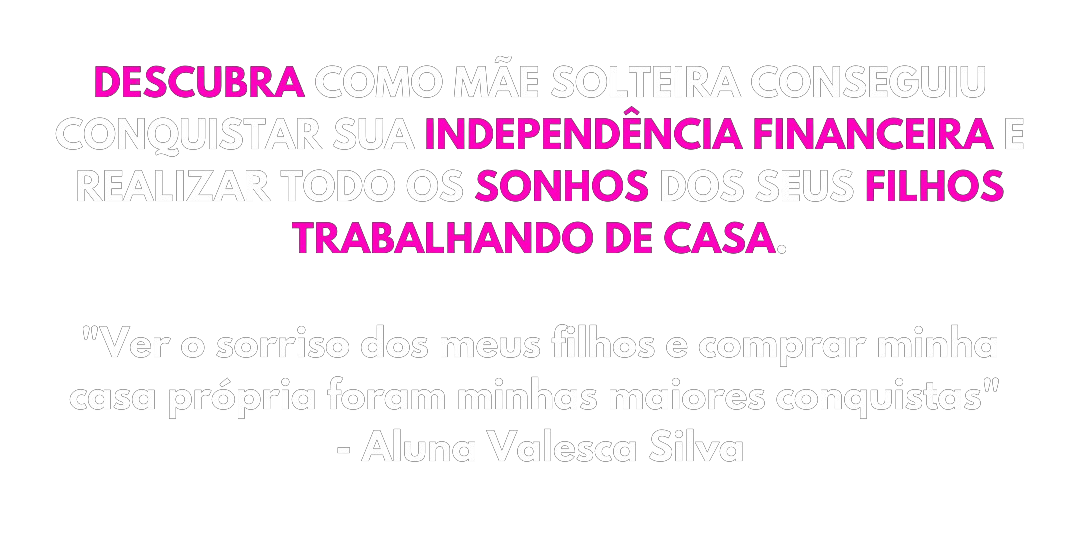 DESCUBRA COMO MÃE SOLTEIRA CONSEGUIU
CONQUISTAR SUA INDEPENDÊNCIA FINANCEIRA E
REALIZAR TODO OS SONHOS DOS SEUS FILHOS
TRABALHANDO DE CASA.
"Ver o sorriso dos meus filhos e comprar minha
casa própria foram minhas maiores conquistas"
- Aluna Valesca Silva